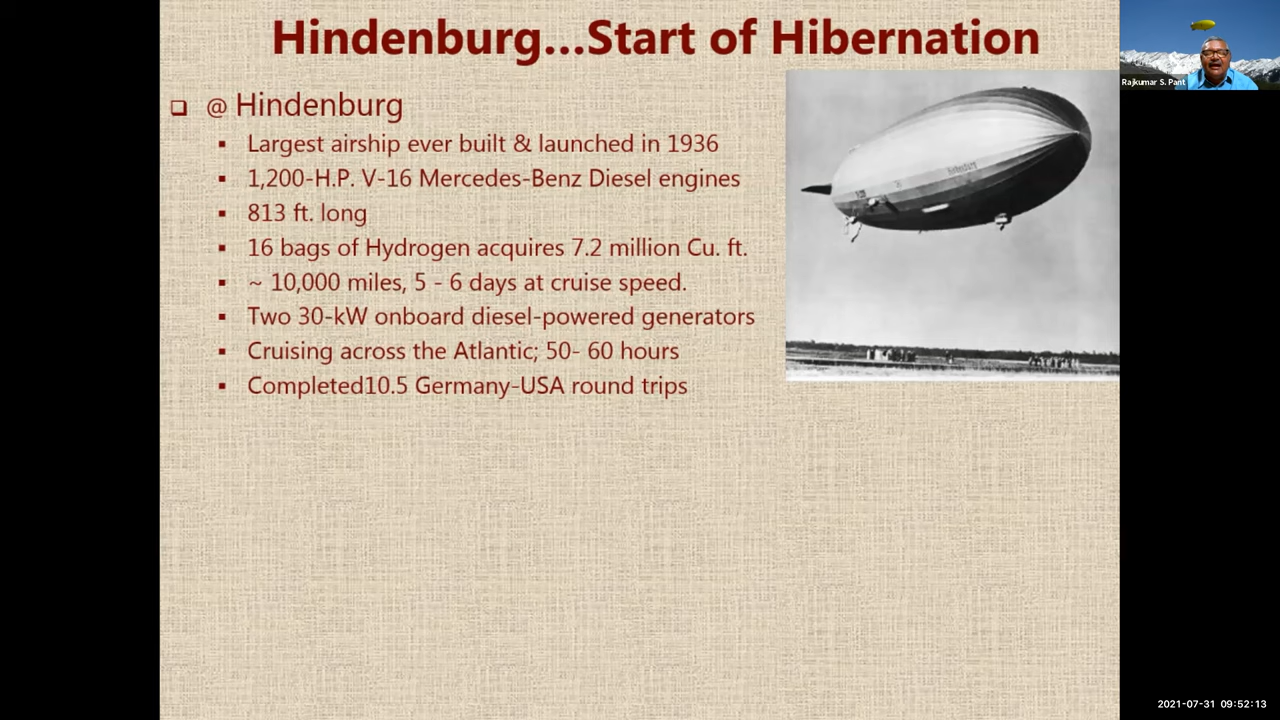 Hindenburg...Start of Hibernation
@ Hindenburg
Largest airship ever built & launched in 1936
1,200-H.P. V-16 Mercedes-Benz Diesel engines
813 ft. long
16 bags of Hydrogen acquires 7.2 million Cu. ft.
~ 10,000 miles, 5 - 6 days at cruise speed.
Two 30-kW onboard diesel-powered generators
Cruising across the Atlantic; 50- 60 hours
Completed10.5 Germany-USA round trips
Hindenburg
Rajkumar S. Pant
2021-07-31 09:52:13